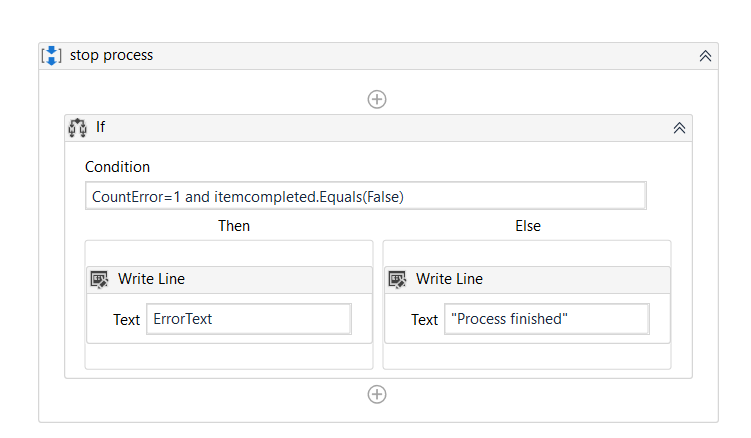 stop process
If
Condition
CountError=1 and itemcompleted.Equals(False)
Then
Else
Write Line
Text
ErrorText
Write Line
Text
"Process finished"